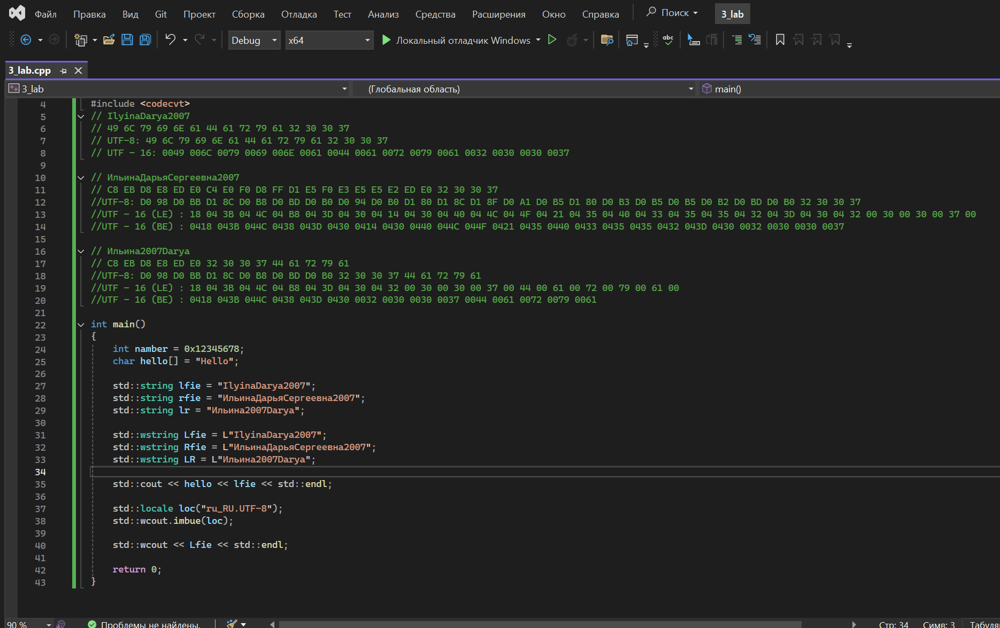 Файл Правка Вид Git Проект Сборка Отладка Тест Анализ Средства Расширения Окно Справка Поиск 3_lab
Debug x64 Локальный отладчик Windows abc
3_lab.cpp
3_lab (Глобальная область) main()
4 #include <codecvt>
5 // IlyinaDarya2007
6 // 49 6C 79 69 6E 61 44 61 72 79 61 32 30 30 37
7 // UTF-8: 49 6C 79 69 6E 61 44 61 72 79 61 32 30 30 37
8 // UTF - 16: 0049 006C 0079 0069 006E 0061 0044 0061 0072 0079 0061 0032 0030 0030 0037
9
10 // ИльинаДарьяСергеевна2007
11 // C8 EB D8 E8 ED E0 C4 E0 F0 D8 FF D1 E5 F0 E3 E5 E5 E2 ED E0 32 30 30 37
12 //UTF-8: D0 98 D0 BB D1 8C D0 B8 D0 BD D0 B0 D0 94 D0 B0 D1 80 D1 8C D1 8F D0 A1 D0 B5 D1 80 D0 B3 D0 B5 D0 B5 D0 B2 D0 BD D0 B0 32 30 30 37
13 //UTF - 16 (LE) : 18 04 3B 04 4C 04 B8 04 3D 04 30 04 14 04 30 04 40 04 4C 04 4F 04 21 04 35 04 40 04 33 04 35 04 35 04 32 04 3D 04 30 04 32 00 30 00 30 00 37 00
14 //UTF - 16 (BE) : 0418 043B 044C 0438 043D 0430 0414 0430 0440 044C 044F 0421 0435 0440 0433 0435 0435 0432 043D 0430 0032 0030 0030 0037
15
16 // Ильина2007Darya
17 // C8 EB D8 E8 ED E0 32 30 30 37 44 61 72 79 61
18 //UTF-8: D0 98 D0 BB D1 8C D0 B8 D0 BD D0 B0 32 30 30 37 44 61 72 79 61
19 //UTF - 16 (LE) : 18 04 3B 04 4C 04 B8 04 3D 04 30 04 32 00 30 00 30 00 37 00 44 00 61 00 72 00 79 00 61 00
20 //UTF - 16 (BE) : 0418 043B 044C 0438 043D 0430 0032 0030 0030 0037 0044 0061 0072 0079 0061
21
22 int main()
23 {
24 int namber = 0x12345678;
25 char hello[] = "Hello";
26
27 std::string lfie = "IlyinaDarya2007";
28 std::string rfie = "ИльинаДарьяСергеевна2007";
29 std::string lr = "Ильина2007Darya";
30
31 std::wstring Lfie = L"IlyinaDarya2007";
32 std::wstring Rfie = L"ИльинаДарьяСергеевна2007";
33 std::wstring LR = L"Ильина2007Darya";
34
35 std::cout << hello << lfie << std::endl;
36
37 std::locale loc("ru_RU.UTF-8");
38 std::wcout.imbue(loc);
39
40 std::wcout << Lfie << std::endl;
41
42 return 0;
43 }
90 % Проблемы не найдены. Стр: 34 Симв: 3